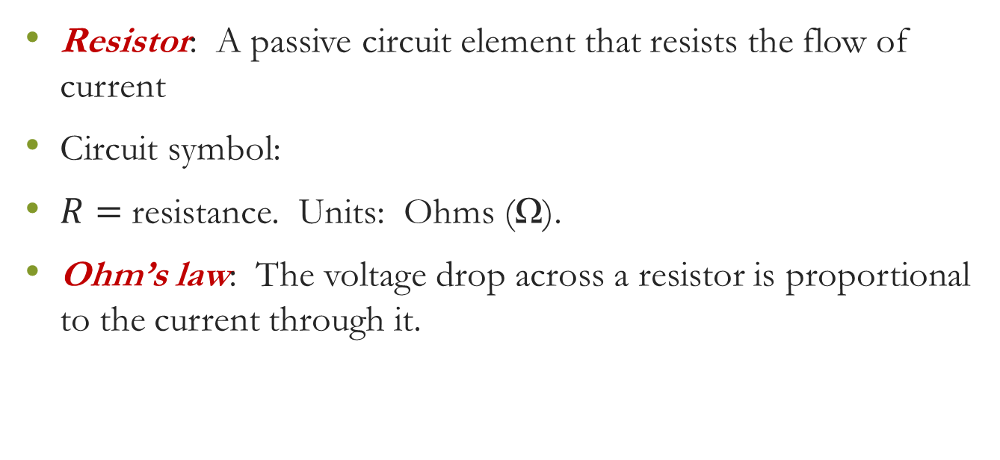 • Resistor:  A passive circuit element that resists the flow of
current
• Circuit symbol:
• R = resistance.  Units:  Ohms (Ω).
• Ohm’s law:  The voltage drop across a resistor is proportional
to the current through it.